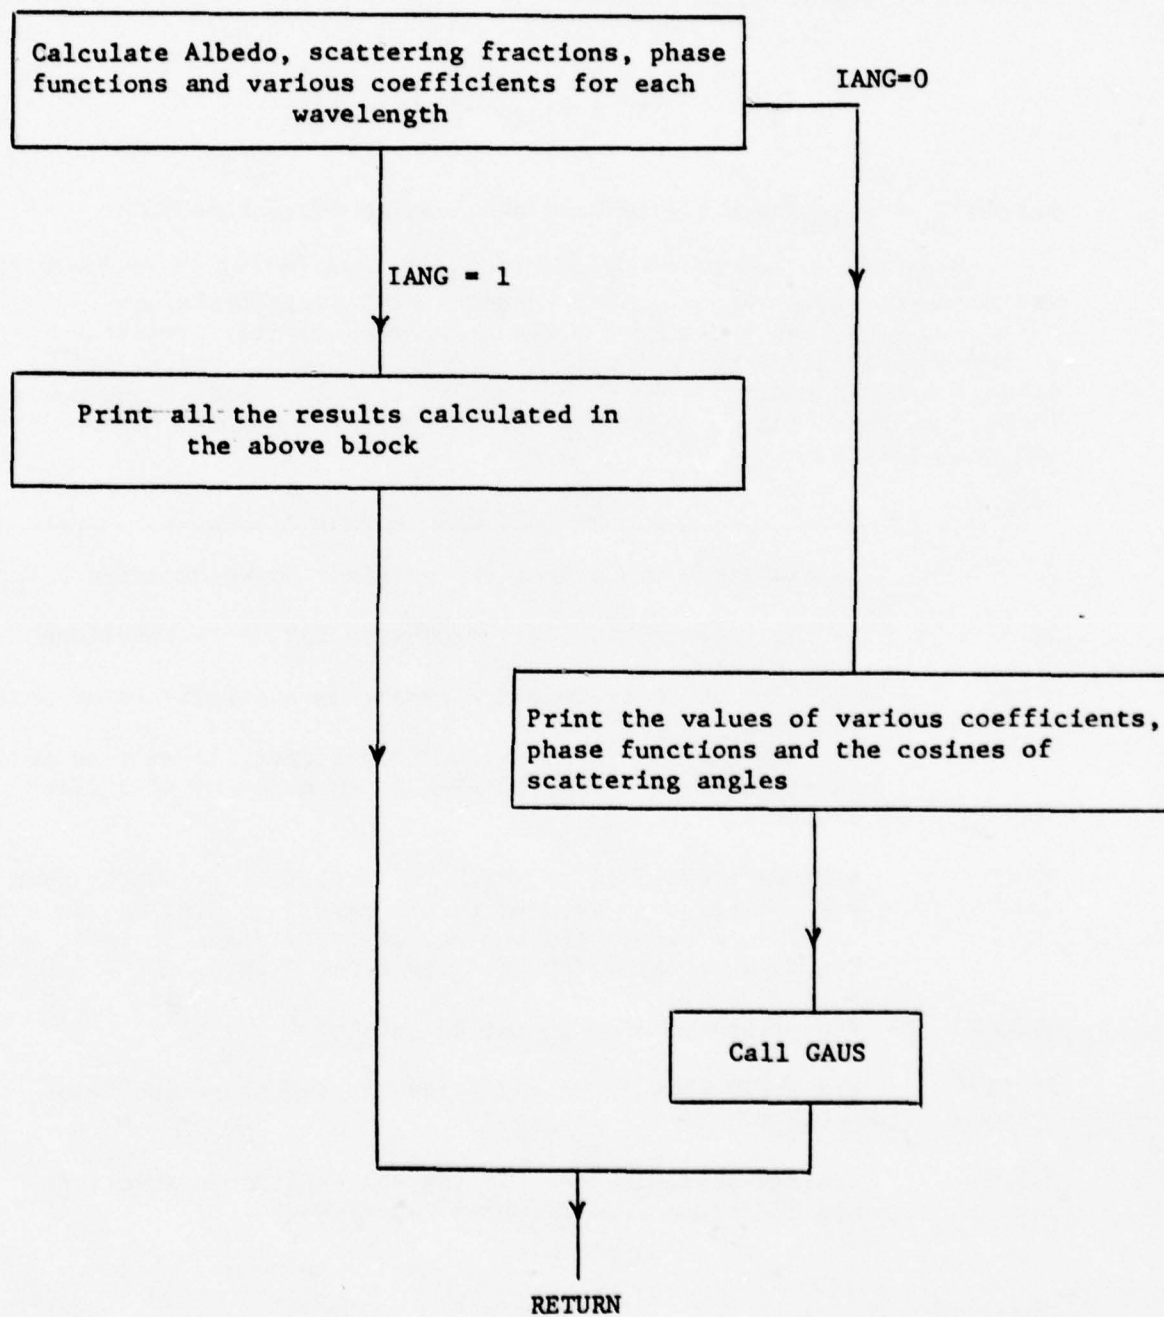 Calculate Albedo, scattering fractions, phase
functions and various coefficients for each
wavelength
IANG=0
IANG = 1
Print all the results calculated in
the above block
Print the values of various coefficients,
phase functions and the cosines of
scattering angles
Call GAUS
RETURN